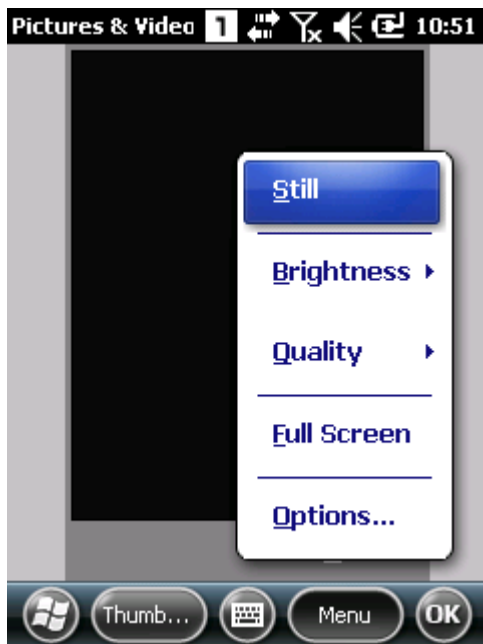 Pictures & Video 1 10:51
Still
Brightness
Quality
Full Screen
Options...
Thumb... Menu OK